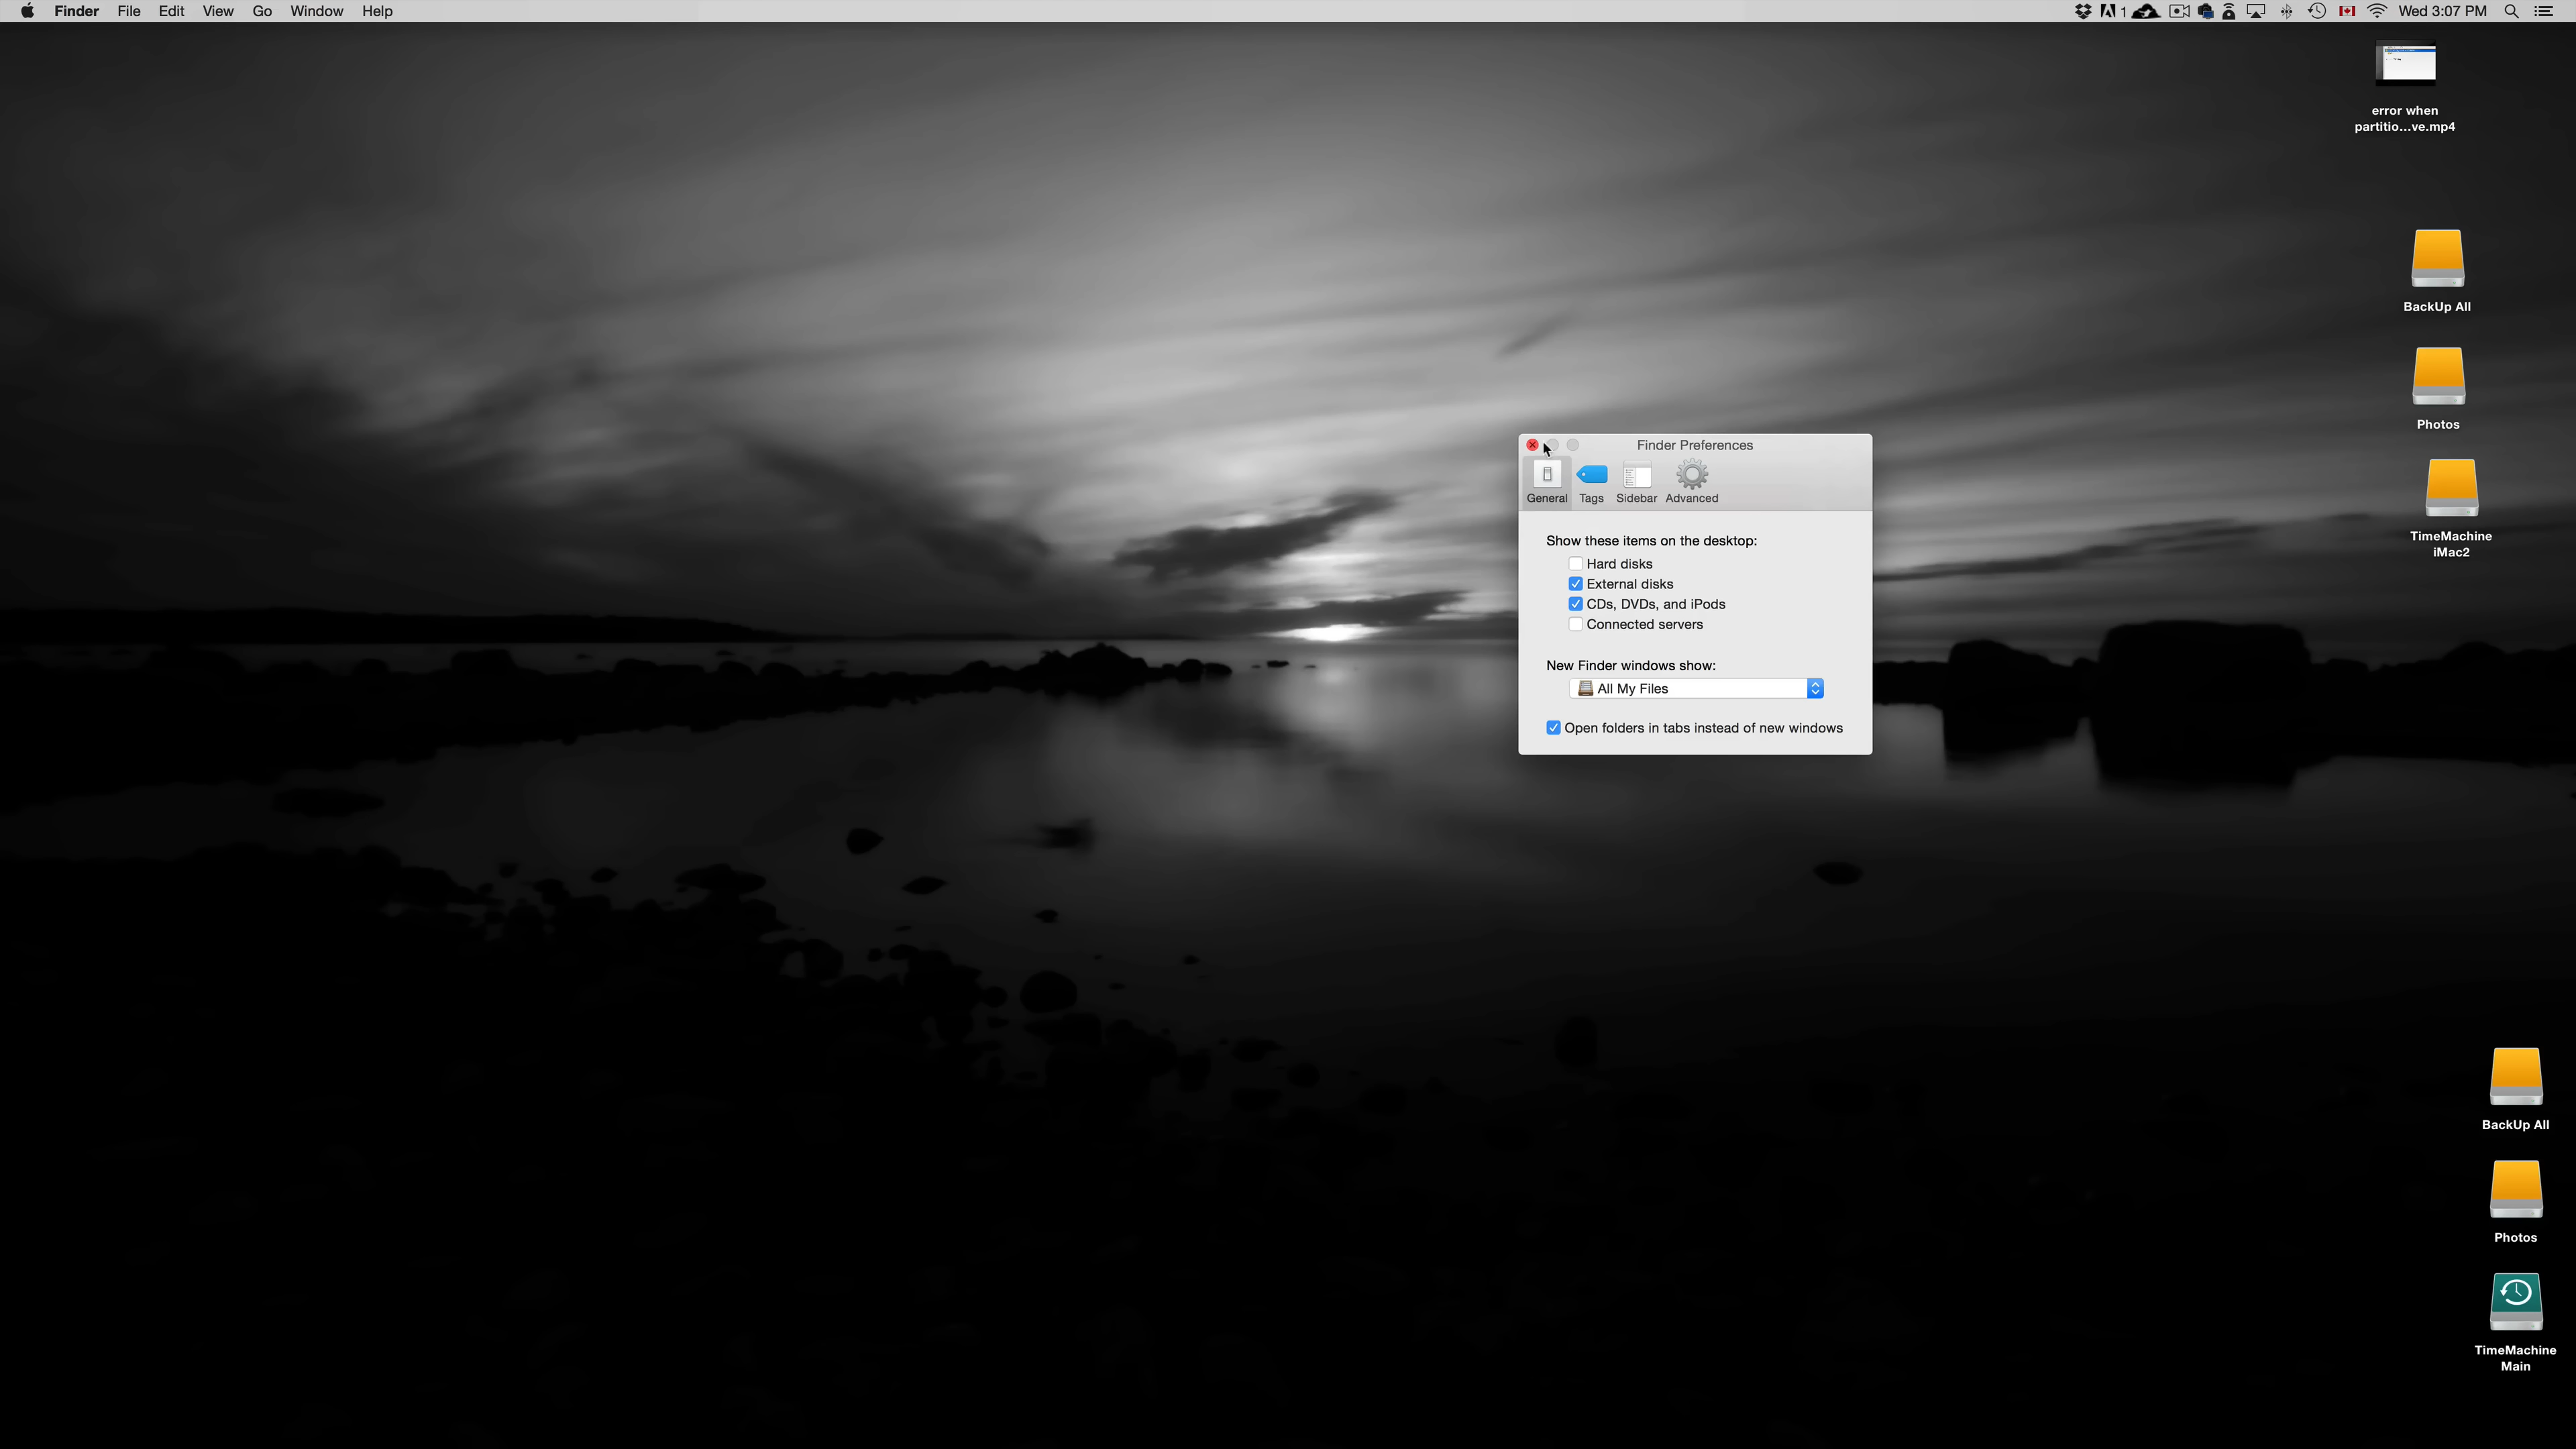 Finder File Edit View Go Window Help
1 Wed 3:07 PM
error when
partitio...ve.mp4
BackUp All
Photos
TimeMachine
iMac2
Finder Preferences
General Tags Sidebar Advanced
Show these items on the desktop:
Hard disks
External disks
CDs, DVDs, and iPods
Connected servers
New Finder windows show:
All My Files
Open folders in tabs instead of new windows
BackUp All
Photos
TimeMachine
Main